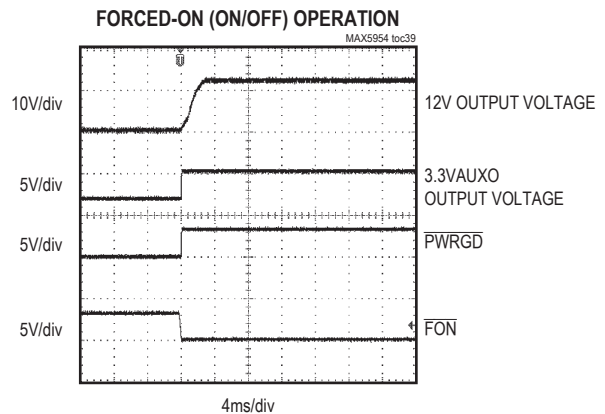 FORCED-ON (ON/OFF) OPERATION
MAX5954 toc39
10V/div
12V OUTPUT VOLTAGE
5V/div
3.3VAUXO
OUTPUT VOLTAGE
5V/div
PWRGD
5V/div
FON
4ms/div